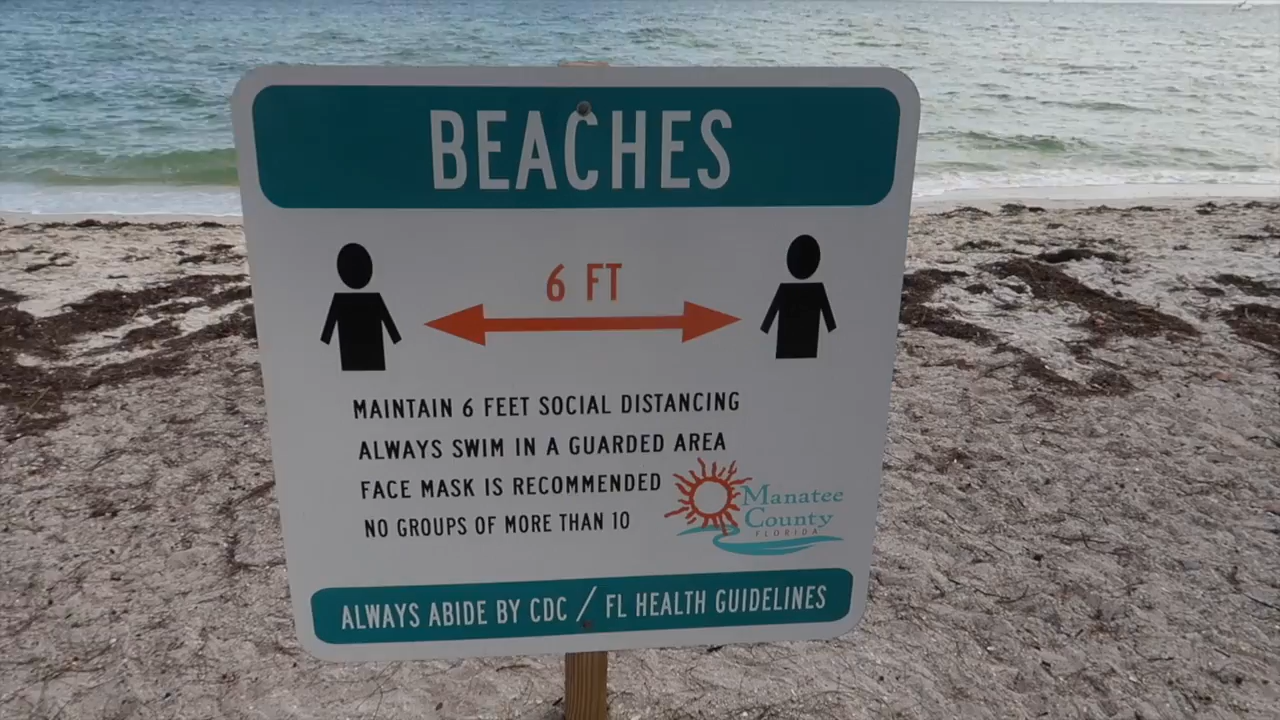 BEACHES
6 FT
MAINTAIN 6 FEET SOCIAL DISTANCING
ALWAYS SWIM IN A GUARDED AREA
FACE MASK IS RECOMMENDED
NO GROUPS OF MORE THAN 10
Manatee
County
FLORIDA
ALWAYS ABIDE BY CDC / FL HEALTH GUIDELINES